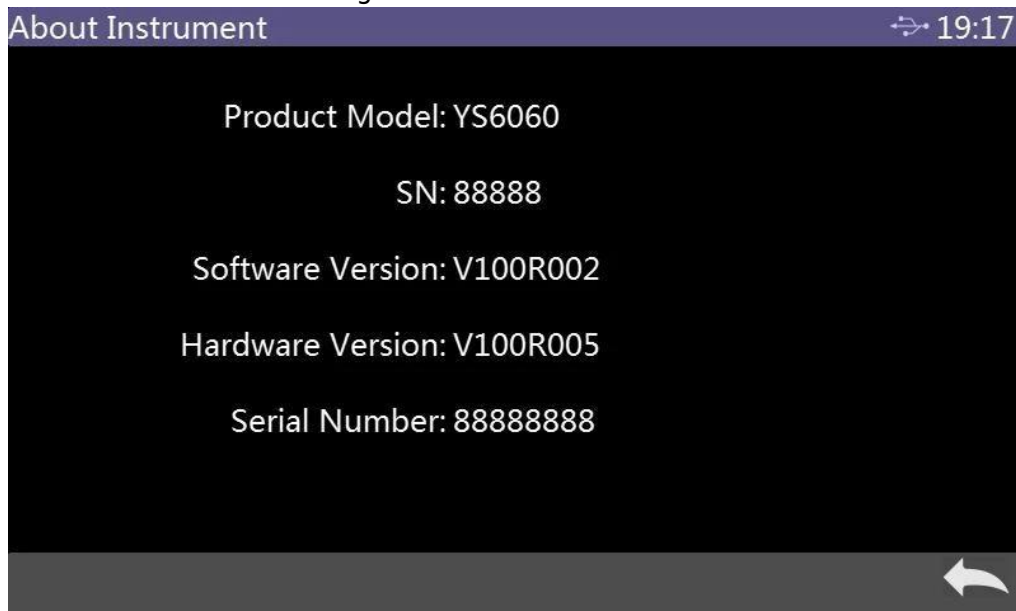 About Instrument 19:17
Product Model: YS6060
SN: 88888
Software Version: V100R002
Hardware Version: V100R005
Serial Number: 88888888